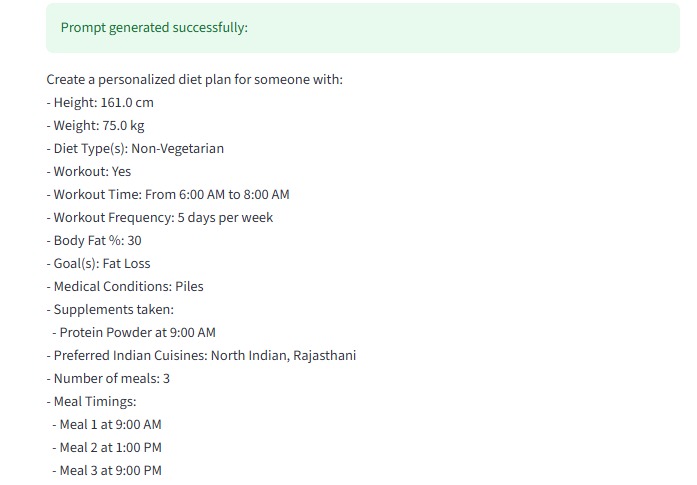 Prompt generated successfully:
Create a personalized diet plan for someone with:
- Height: 161.0 cm
- Weight: 75.0 kg
- Diet Type(s): Non-Vegetarian
- Workout: Yes
- Workout Time: From 6:00 AM to 8:00 AM
- Workout Frequency: 5 days per week
- Body Fat %: 30
- Goal(s): Fat Loss
- Medical Conditions: Piles
- Supplements taken:
- Protein Powder at 9:00 AM
- Preferred Indian Cuisines: North Indian, Rajasthani
- Number of meals: 3
- Meal Timings:
- Meal 1 at 9:00 AM
- Meal 2 at 1:00 PM
- Meal 3 at 9:00 PM